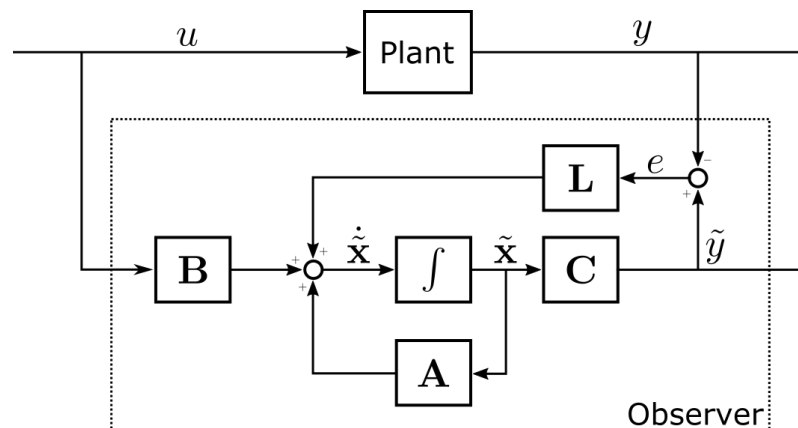 u
Plant
y
−
L
e
+
ẋ̃
x̃
ỹ
+
+
B
∫
C
+
A
Observer